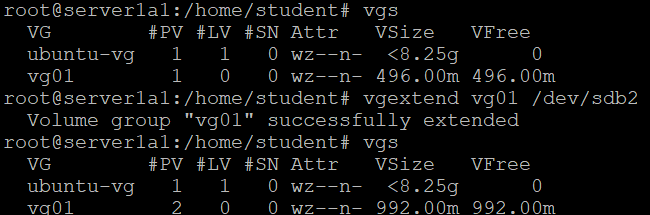 root@server1a1:/home/student# vgs
  VG        #PV #LV #SN Attr   VSize   VFree
  ubuntu-vg   1   1   0 wz--n-  <8.25g      0
  vg01        1   0   0 wz--n- 496.00m 496.00m
root@server1a1:/home/student# vgextend vg01 /dev/sdb2
  Volume group "vg01" successfully extended
root@server1a1:/home/student# vgs
  VG        #PV #LV #SN Attr   VSize   VFree
  ubuntu-vg   1   1   0 wz--n-  <8.25g      0
  vg01        2   0   0 wz--n- 992.00m 992.00m